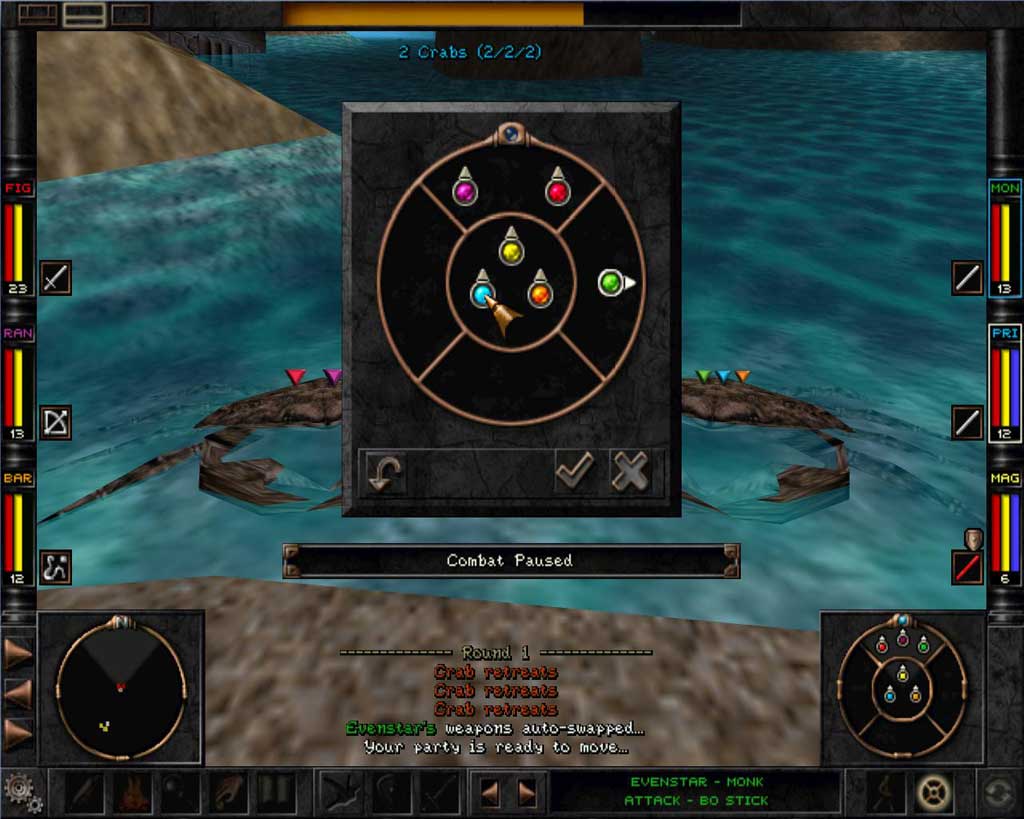 2 Crabs (2/2/2)
FIG
23
RAN
13
BAR
12
MON
13
PRI
12
MAG
6
Combat Paused
Round 1
Crab retreats
Crab retreats
Crab retreats
Evenstar's weapons auto-swapped...
Your party is ready to move...
EVENSTAR - MONK
ATTACK - BO STICK